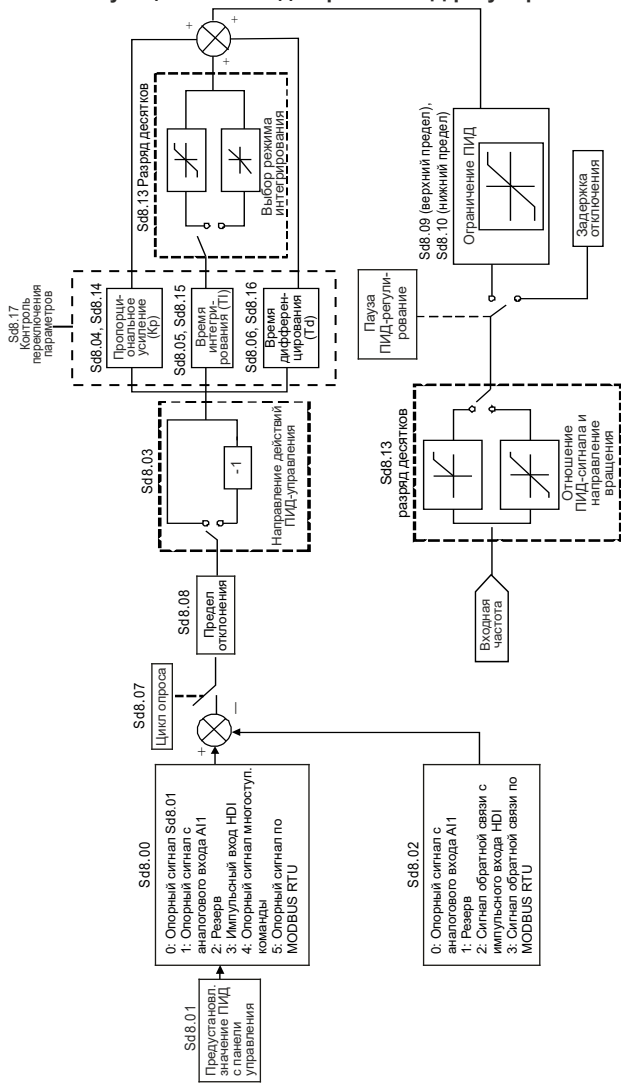 Sd8.01
Предустановл.
значение ПИД
с панели
управления
Sd8.00
0: Опорный сигнал Sd8.01
1: Опорный сигнал с
аналогового входа AI1
2: Резерв
3: Импульсный вход HDI
4: Опорный сигнал многоступ.
команды
5: Опорный сигнал по
MODBUS RTU
Sd8.02
0: Опорный сигнал с
аналогового входа AI1
1: Резерв
2: Сигнал обратной связи с
импульсного входа HDI
3: Сигнал обратной связи по
MODBUS RTU
+
−
Sd8.07
Цикл опроса
Sd8.08
Предел
отклонения
Sd8.03
-1
Направление действий
ПИД-управления
Sd8.17
Контроль
переключения
параметров
Sd8.04, Sd8.14
Пропорци-
ональное
усиление
(Kp)
Sd8.05, Sd8.15
Время
интегри-
рования (Ti)
Sd8.06, Sd8.16
Время
дифферен-
цирования
(Td)
Sd8.13 Разряд десятков
Выбор режима
интегрирования
+
+
+
Sd8.09 (верхний предел),
Sd8.10 (нижний предел)
Ограничение ПИД
Задержка
отключения
Пауза
ПИД-регули-
рование
Sd8.13
разряд десятков
Отношение
ПИД-сигнала и
направление
вращения
Входная
частота